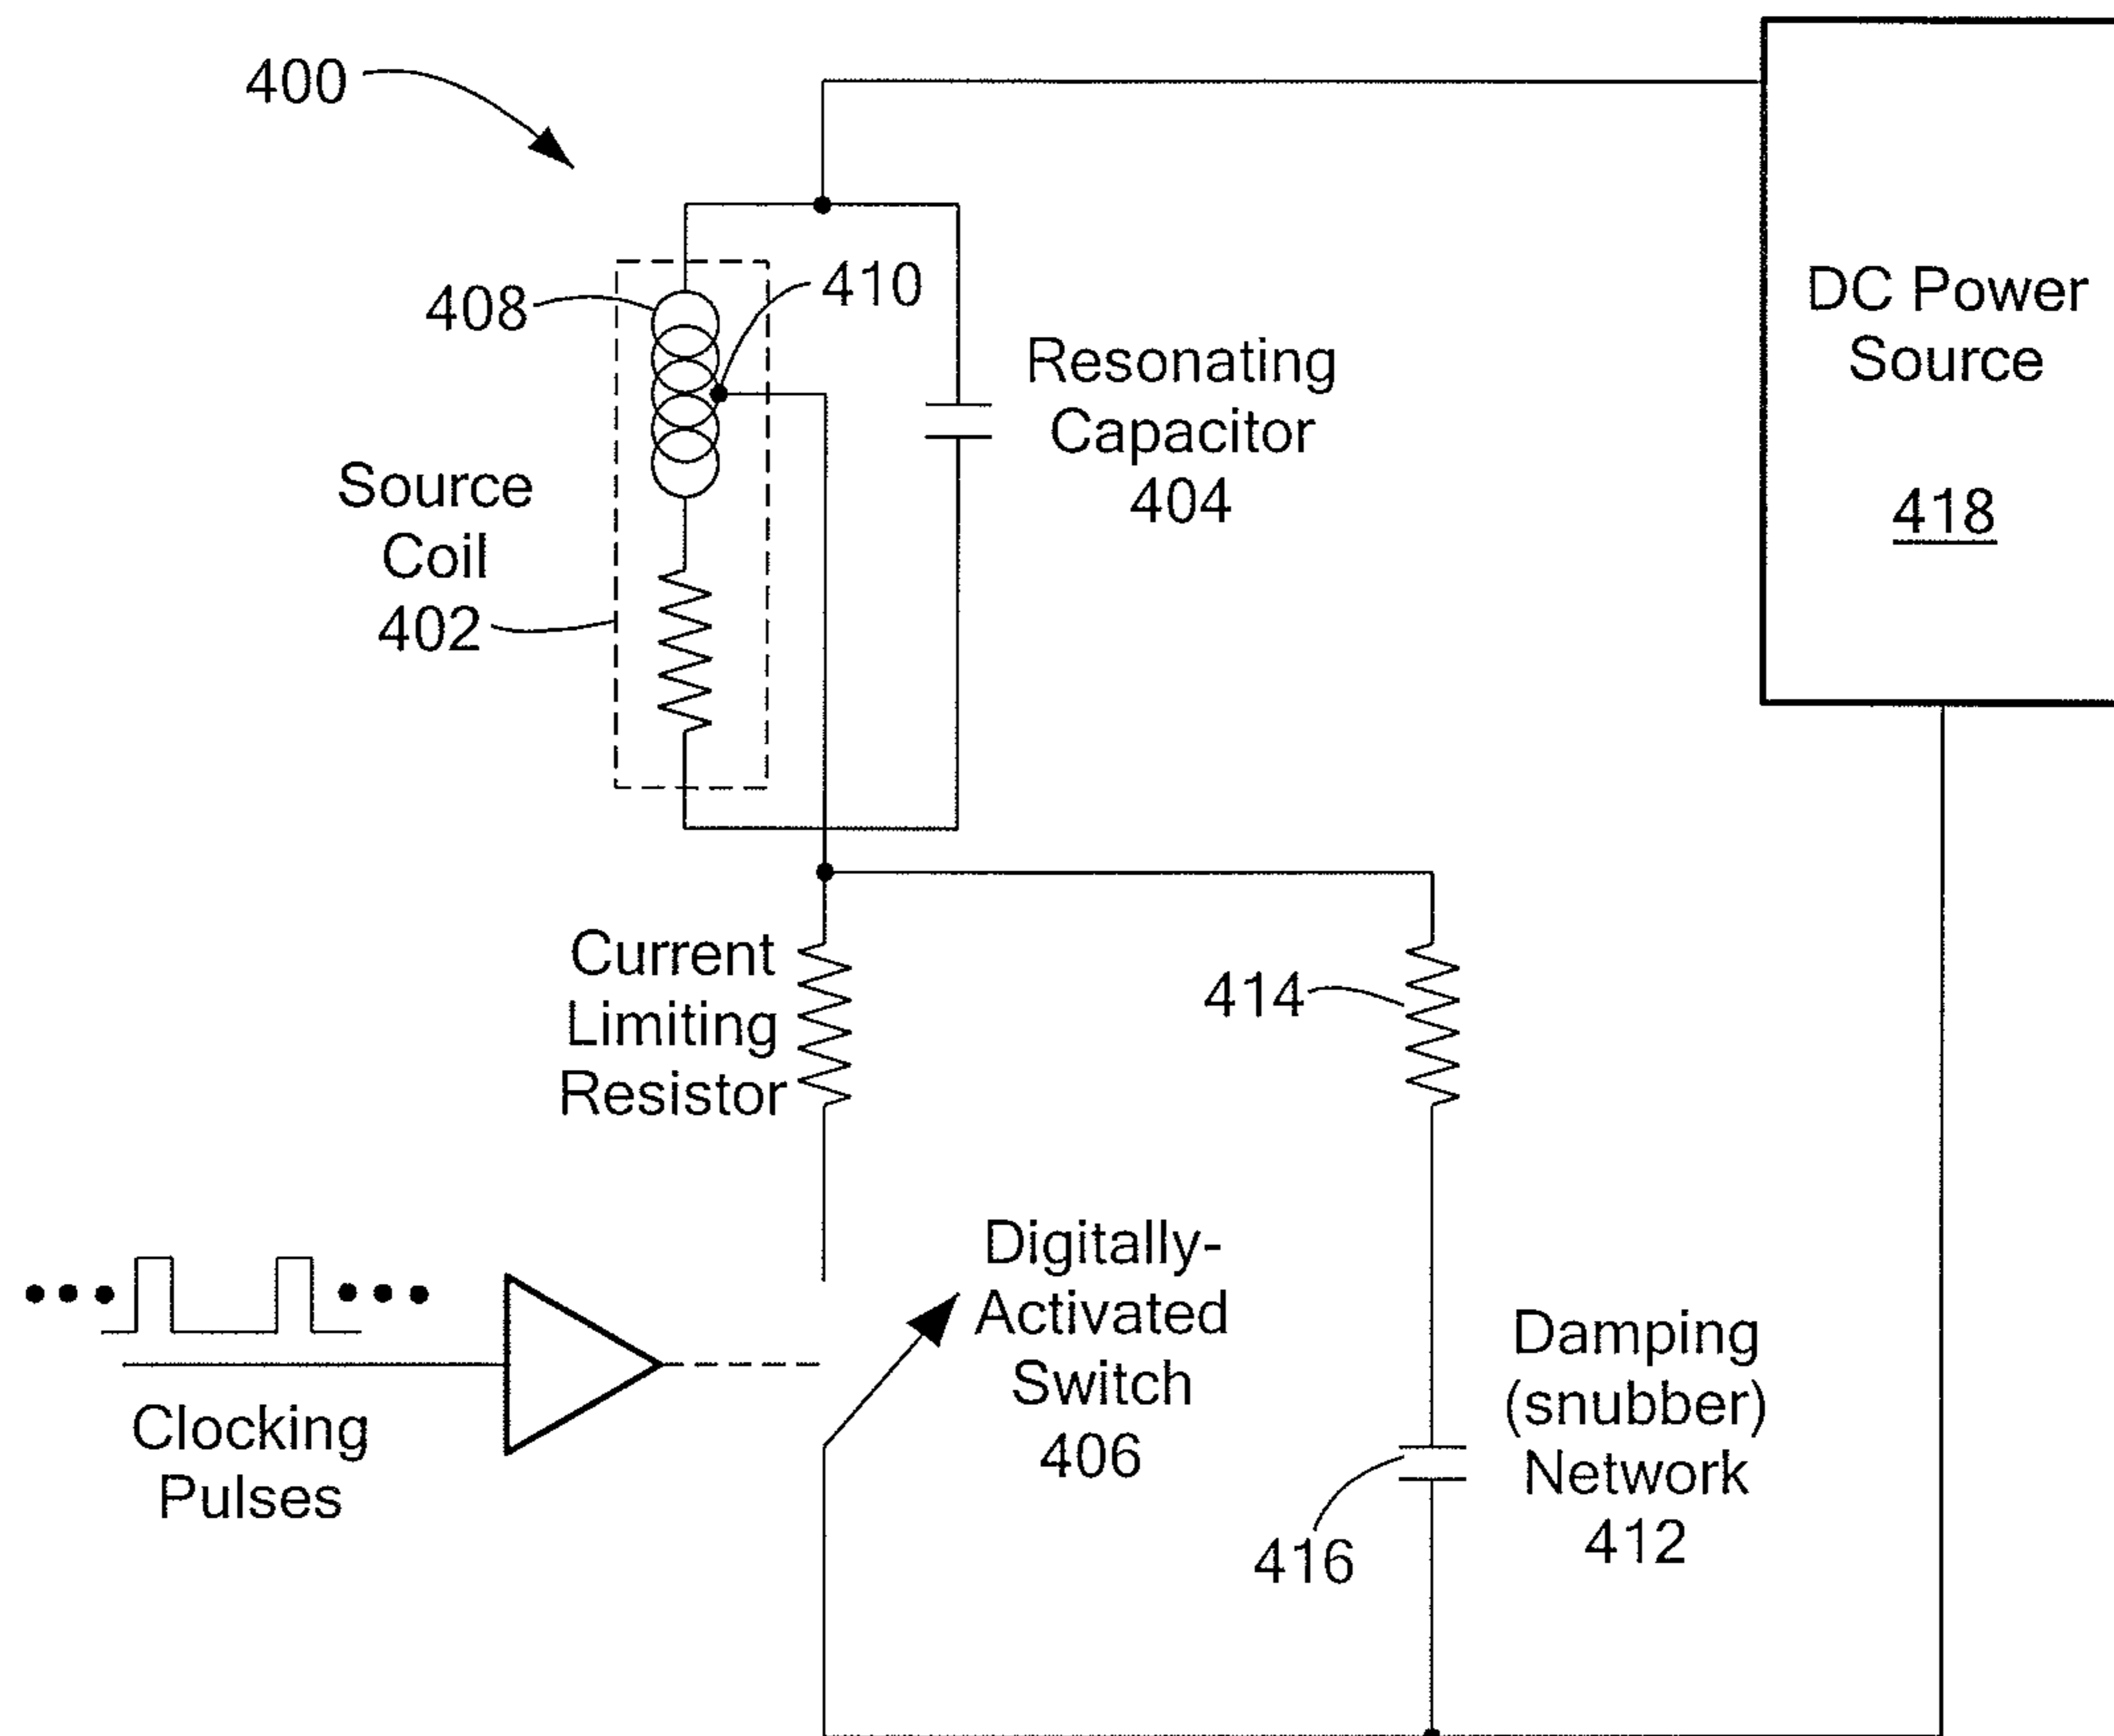 400
408
410
DC Power
Source
418
Resonating
Capacitor
404
Source
Coil
402
Current
Limiting
Resistor
414
Digitally-
Activated
Switch
406
Clocking
Pulses
Damping
(snubber)
Network
412
416